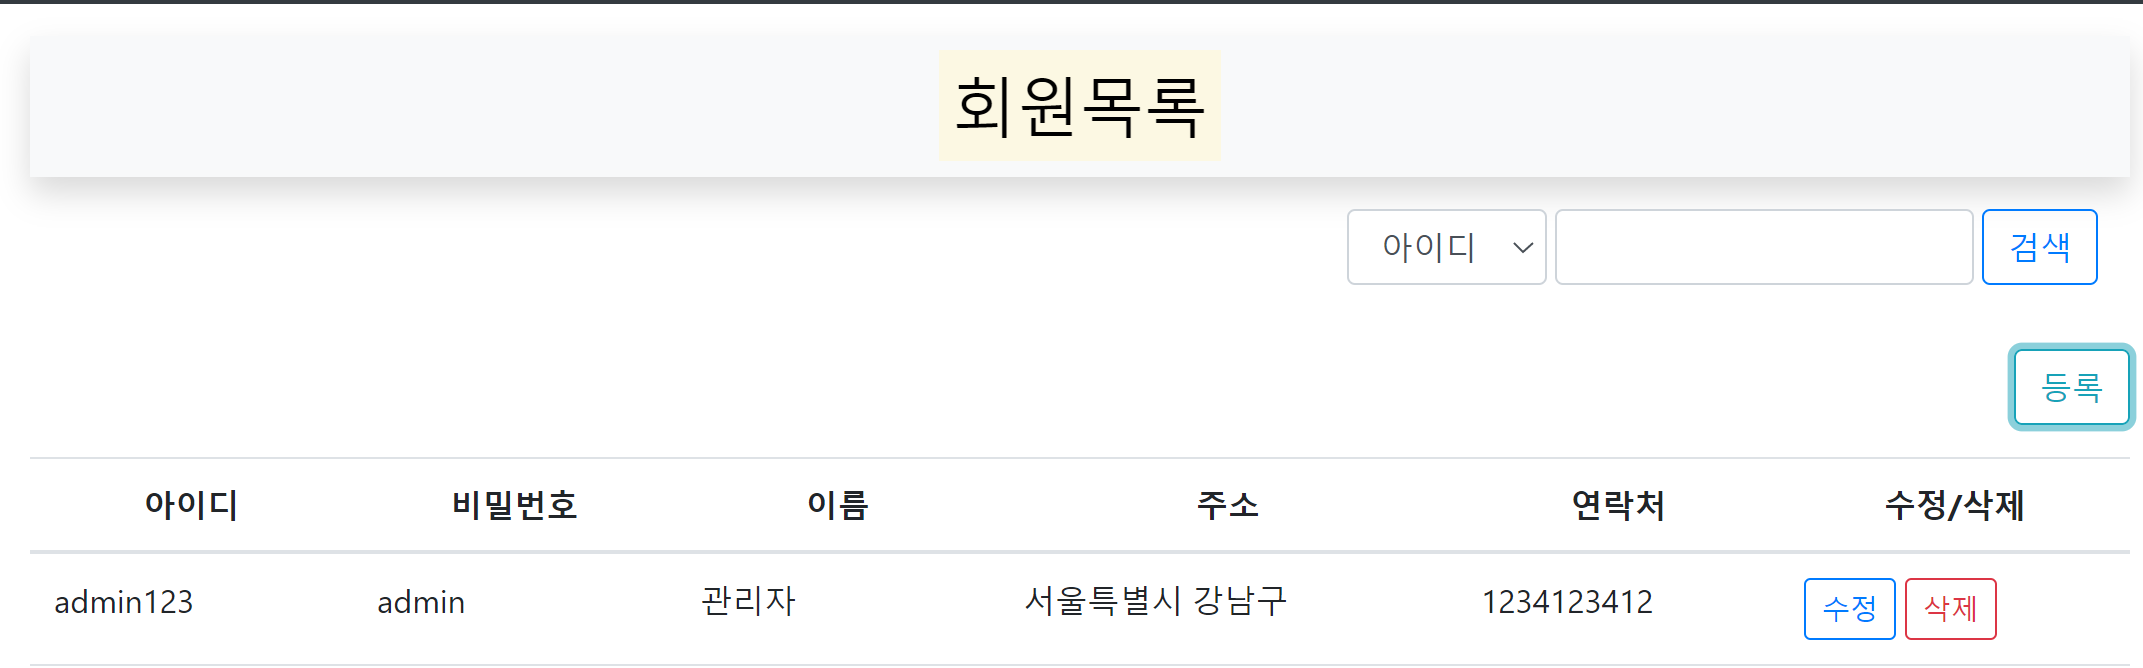 회원목록
아이디 검색
등록
아이디 비밀번호 이름 주소 연락처 수정/삭제
admin123 admin 관리자 서울특별시 강남구 1234123412 수정 삭제